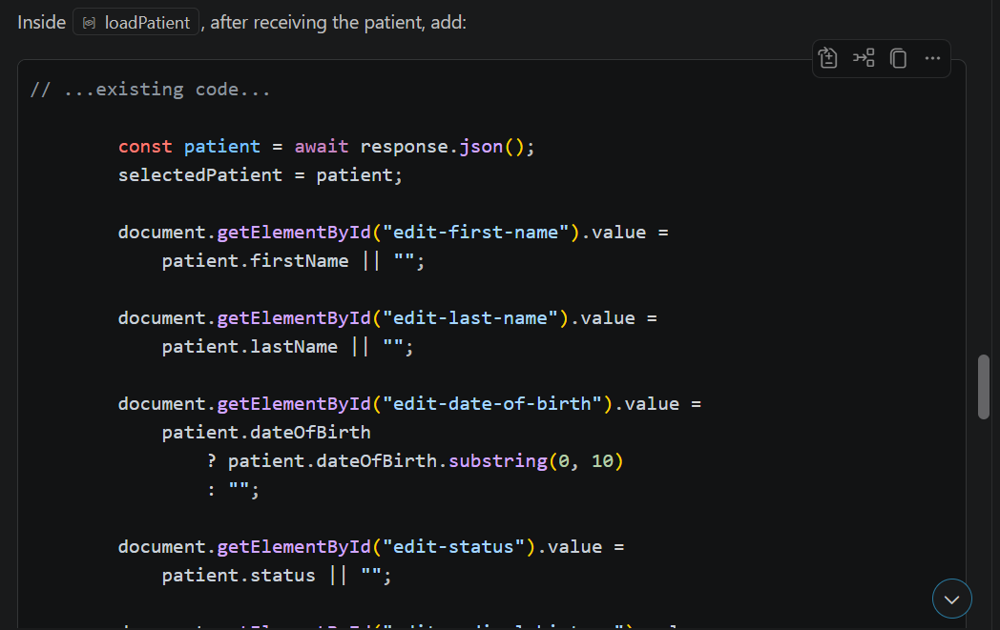 Inside loadPatient, after receiving the patient, add:
// ...existing code...
const patient = await response.json();
selectedPatient = patient;
document.getElementById("edit-first-name").value =
patient.firstName || "";
document.getElementById("edit-last-name").value =
patient.lastName || "";
document.getElementById("edit-date-of-birth").value =
patient.dateOfBirth
? patient.dateOfBirth.substring(0, 10)
: "";
document.getElementById("edit-status").value =
patient.status || "";